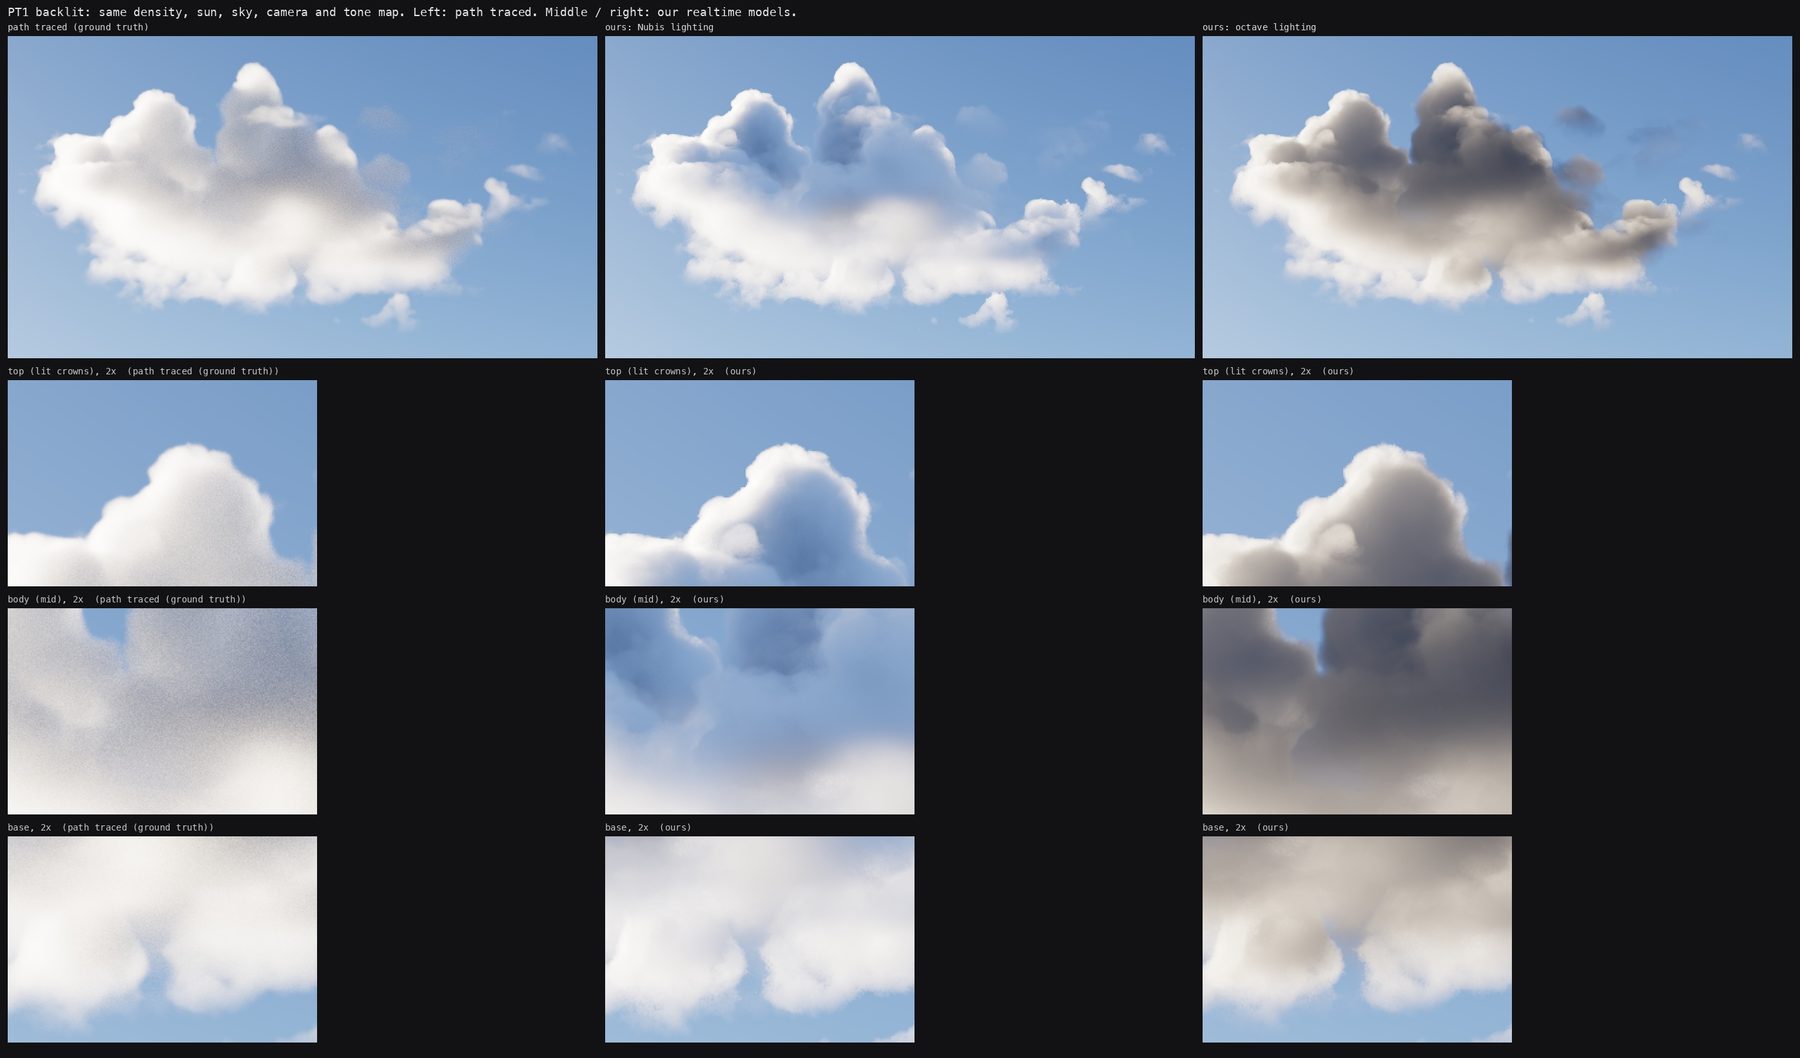 PT1 backlit: same density, sun, sky, camera and tone map. Left: path traced. Middle / right: our realtime models.
path traced (ground truth)
ours: Nubis lighting
ours: octave lighting
top (lit crowns), 2x  (path traced (ground truth))
top (lit crowns), 2x  (ours)
top (lit crowns), 2x  (ours)
body (mid), 2x  (path traced (ground truth))
body (mid), 2x  (ours)
body (mid), 2x  (ours)
base, 2x  (path traced (ground truth))
base, 2x  (ours)
base, 2x  (ours)